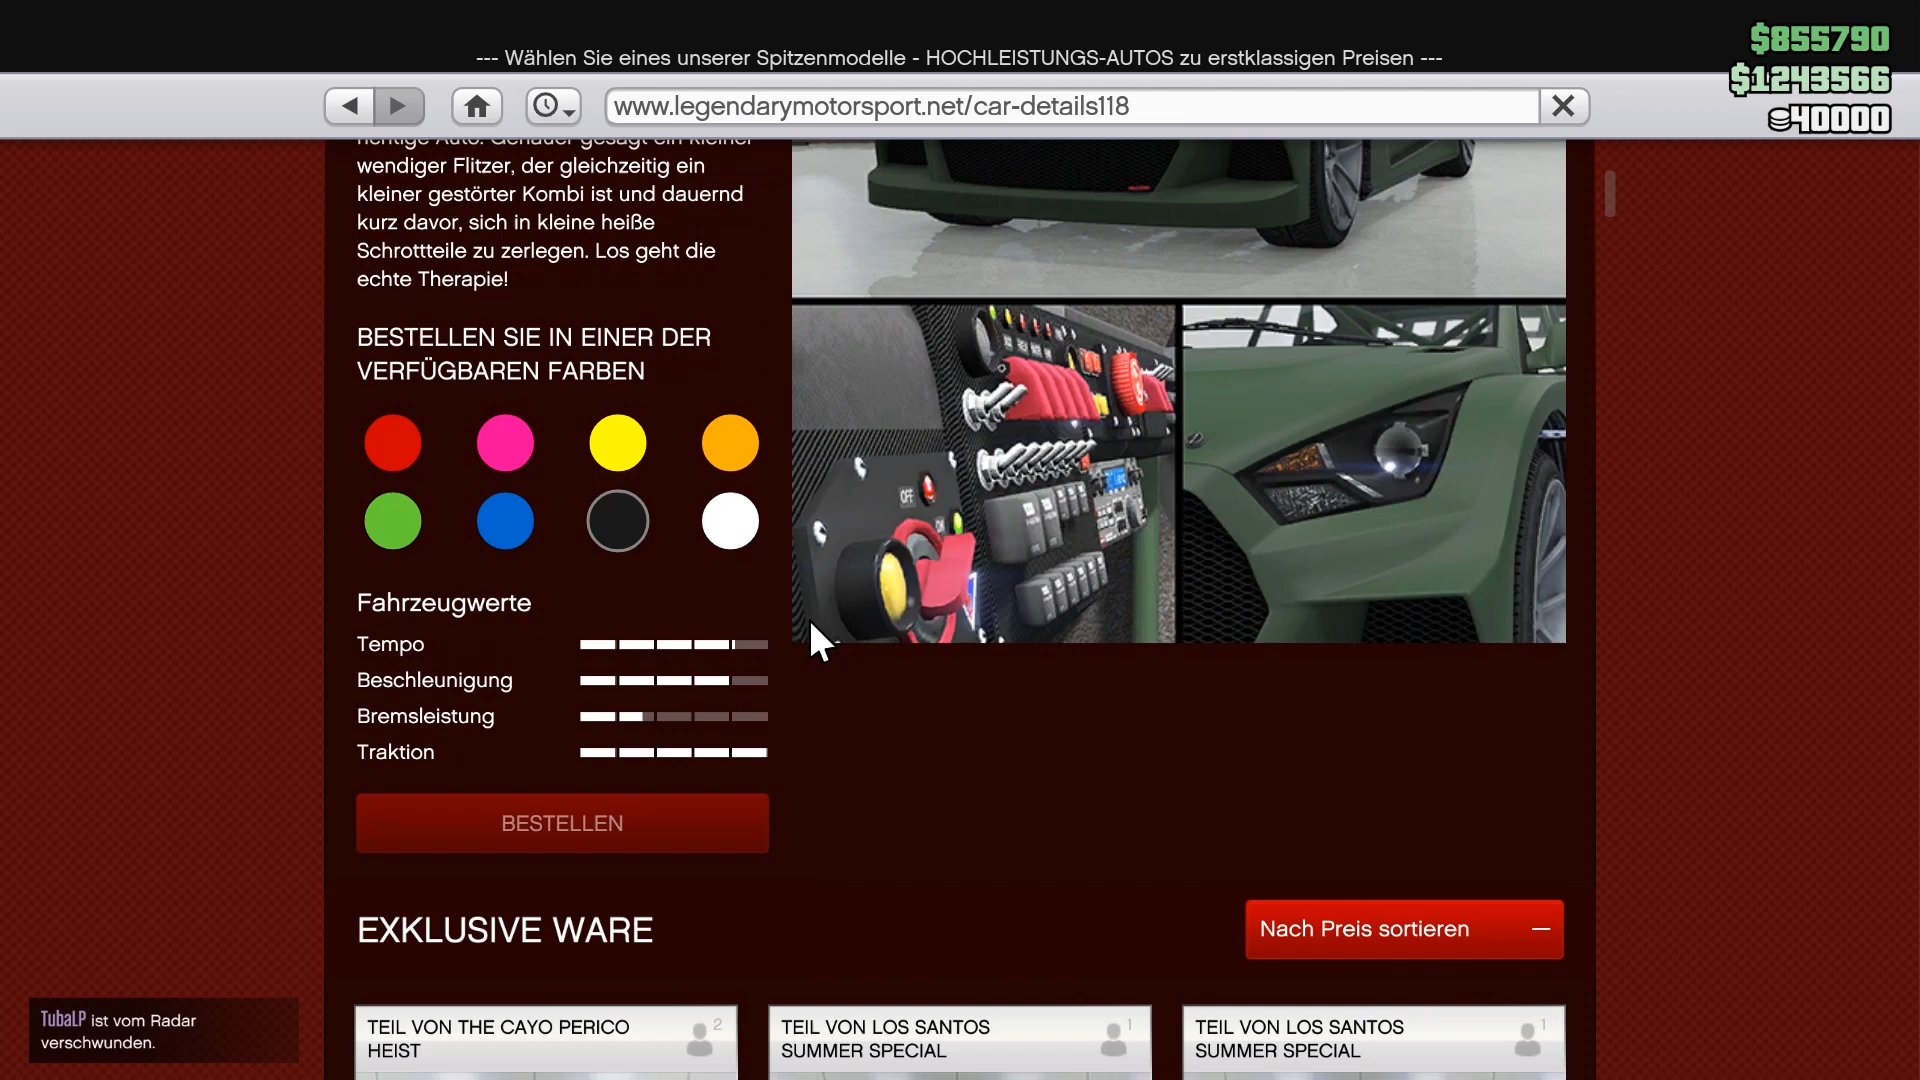 --- Wählen Sie eines unserer Spitzenmodelle - HOCHLEISTUNGS-AUTOS zu erstklassigen Preisen ---
$855790
$1243566
40000
www.legendarymotorsport.net/car-details118
richtige Auto. Genauer gesagt ein kleiner
wendiger Flitzer, der gleichzeitig ein
kleiner gestörter Kombi ist und dauernd
kurz davor, sich in kleine heiße
Schrottteile zu zerlegen. Los geht die
echte Therapie!
BESTELLEN SIE IN EINER DER
VERFÜGBAREN FARBEN
OFF
Fahrzeugwerte
Tempo
Beschleunigung
Bremsleistung
Traktion
BESTELLEN
EXKLUSIVE WARE
Nach Preis sortieren
TEIL VON THE CAYO PERICO
HEIST
2
TEIL VON LOS SANTOS
SUMMER SPECIAL
1
TEIL VON LOS SANTOS
SUMMER SPECIAL
1
TubaLP ist vom Radar
verschwunden.